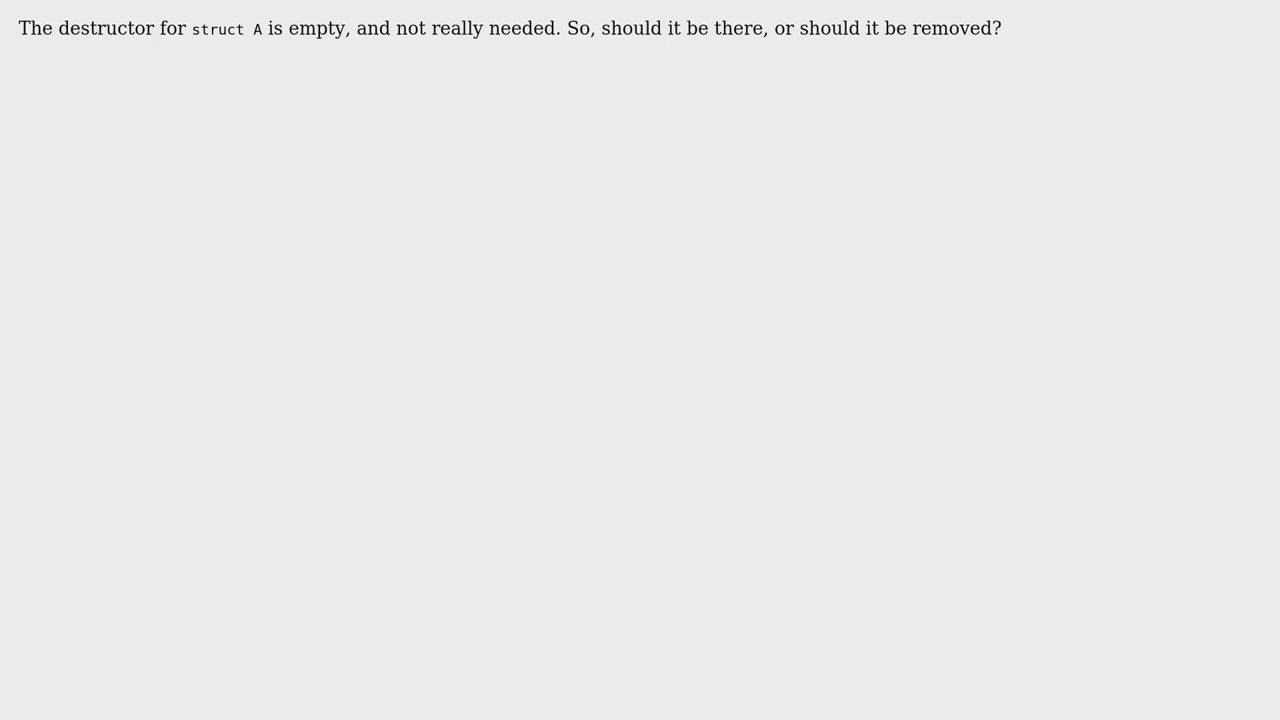 The destructor for struct A is empty, and not really needed. So, should it be there, or should it be removed?